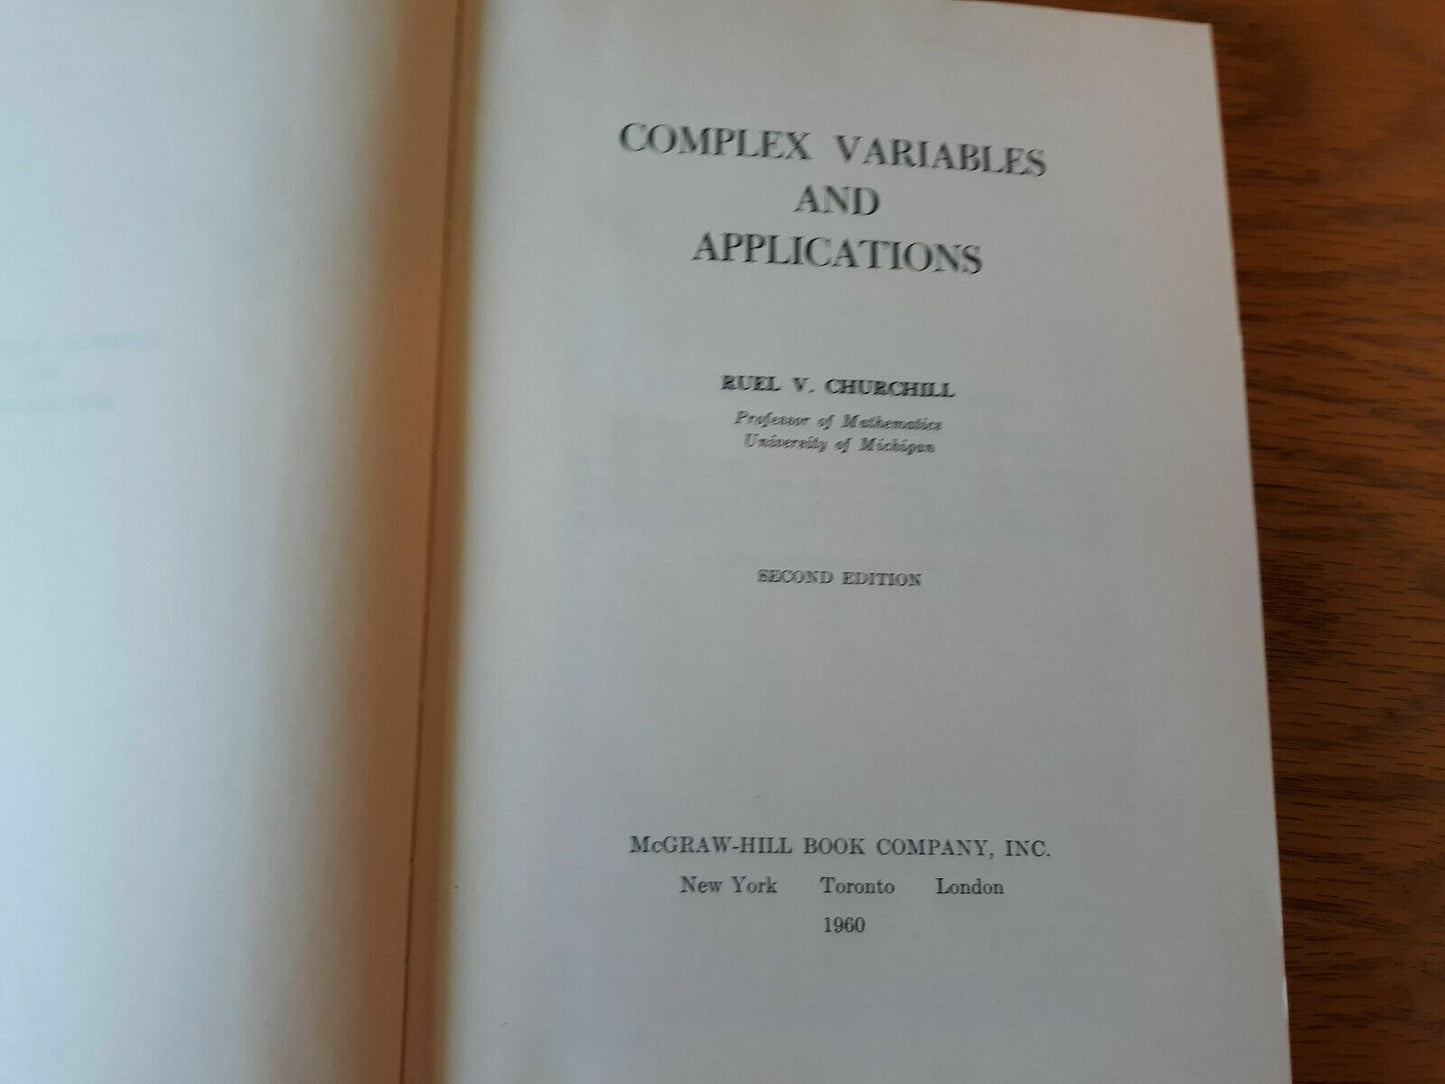 COMPLEX VARIABLES
AND
APPLICATIONS
RUEL V. CHURCHILL
Professor of Mathematics
University of Michigan
SECOND EDITION
McGRAW-HILL BOOK COMPANY, INC.
New York Toronto London
1960